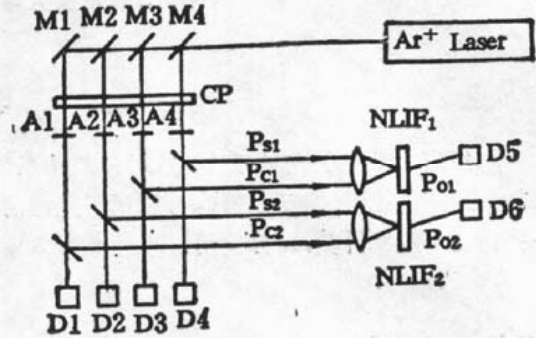 M1 M2 M3 M4
Ar+ Laser
CP
A1 A2 A3 A4
NLIF1
PS1
D5
PC1
PO1
PS2
D6
PC2
PO2
NLIF2
D1 D2 D3 D4